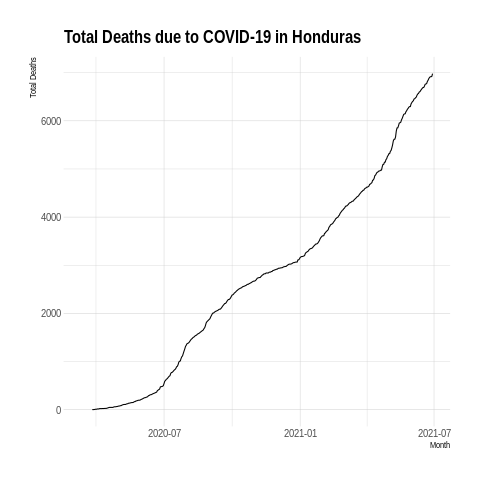 Total Deaths due to COVID-19 in Honduras
Total Deaths
6000
4000
2000
0
2020-07
2021-01
2021-07
Month